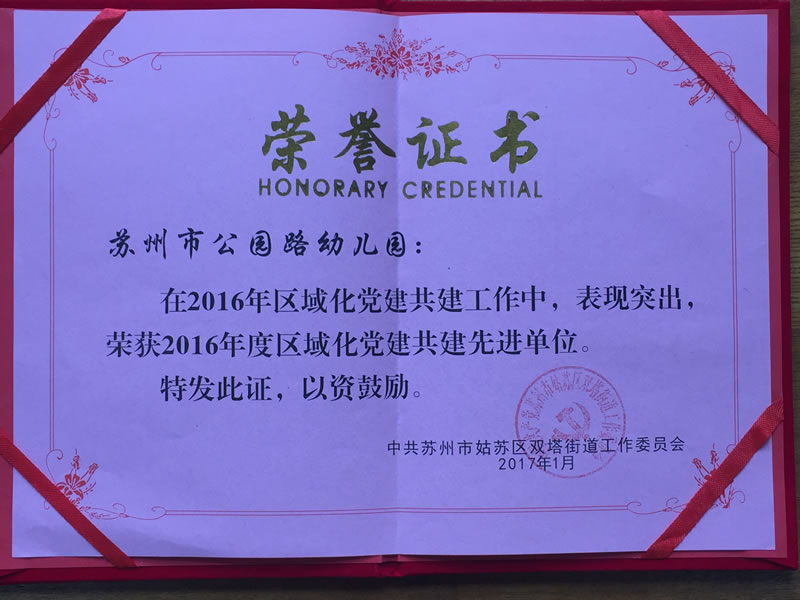 荣誉证书
HONORARY CREDENTIAL
苏州市公园路幼儿园：
在2016年区域化党建共建工作中，表现突出，
荣获2016年度区域化党建共建先进单位。
特发此证，以资鼓励。
中共苏州市姑苏区双塔街道工作委员会
2017年1月